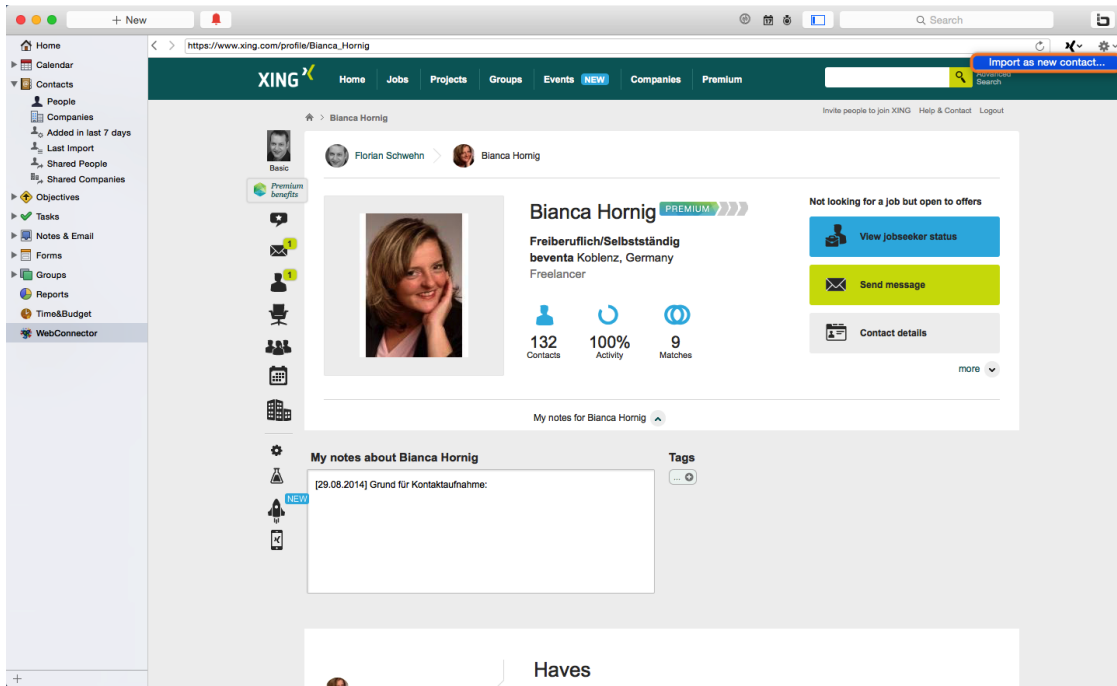 + New
Search
Home
Calendar
Contacts
People
Companies
Added in last 7 days
Last Import
Shared People
Shared Companies
Objectives
Tasks
Notes & Email
Forms
Groups
Reports
Time&Budget
WebConnector
+
https://www.xing.com/profile/Bianca_Hornig
Import as new contact...
XING
Home Jobs Projects Groups Events NEW Companies Premium
Advanced
Search
Invite people to join XING Help & Contact Logout
> Bianca Hornig
Basic
Premium
benefits
1
1
NEW
Florian Schwehn Bianca Hornig
Bianca Hornig PREMIUM
Freiberuflich/Selbstständig
beventa Koblenz, Germany
Freelancer
132 100% 9
Contacts Activity Matches
Not looking for a job but open to offers
View jobseeker status
Send message
Contact details
more
My notes for Bianca Hornig
My notes about Bianca Hornig
[29.08.2014] Grund für Kontaktaufnahme:
Tags
...
Haves